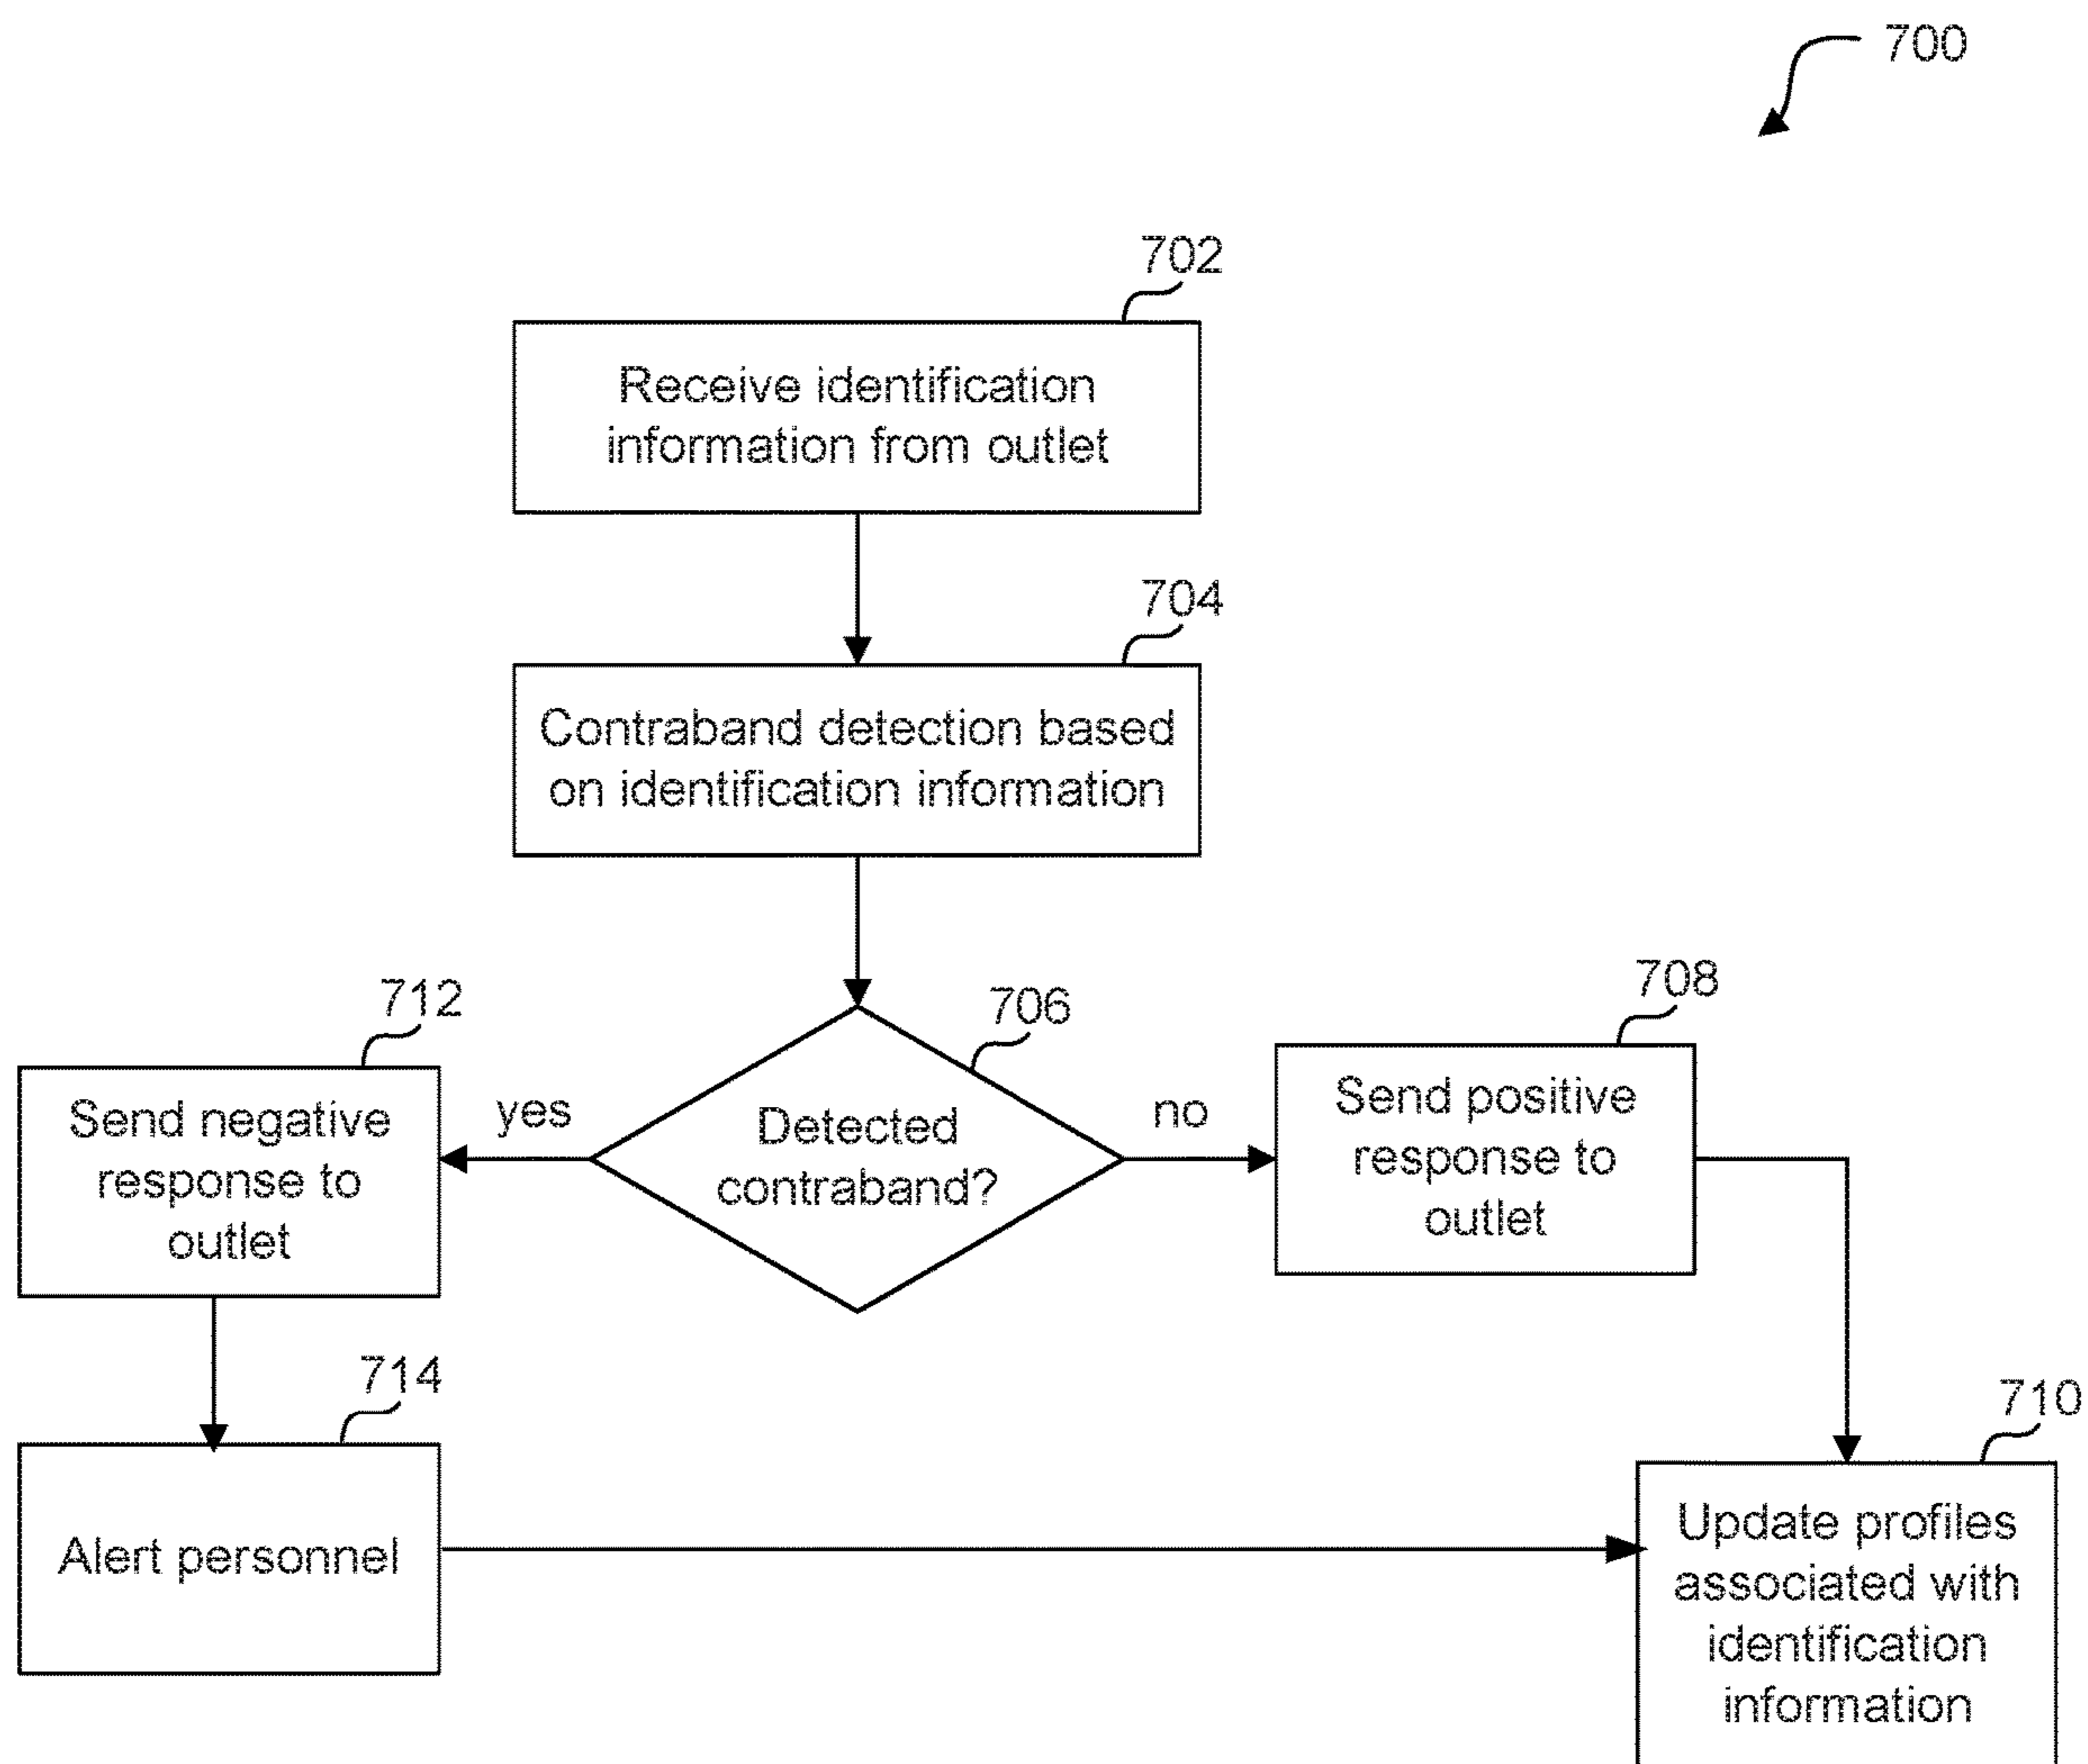 700
702
Receive identification
information from outlet
704
Contraband detection based
on identification information
706
Detected
contraband?
yes
no
712
Send negative
response to
outlet
708
Send positive
response to
outlet
714
Alert personnel
710
Update profiles
associated with
identification
information